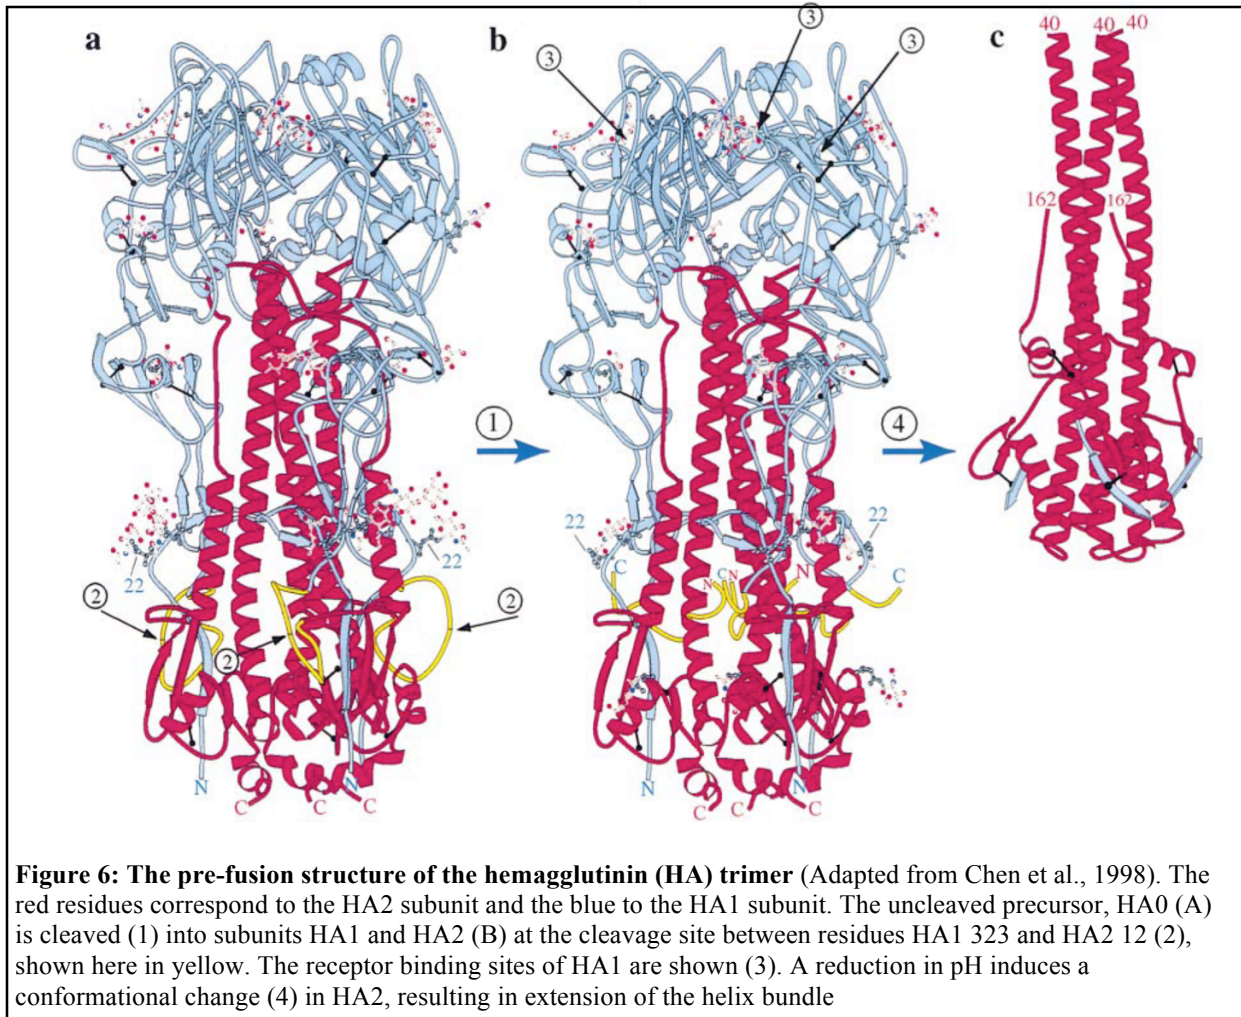 a
b
c
3
3
3
40
40
40
162
162
1
4
22
22
22
22
C
N
C
N
N
C
2
2
2
N
N
C
C
C
N
N
C
C
C
Figure 6: The pre-fusion structure of the hemagglutinin (HA) trimer (Adapted from Chen et al., 1998). The
red residues correspond to the HA2 subunit and the blue to the HA1 subunit. The uncleaved precursor, HA0 (A)
is cleaved (1) into subunits HA1 and HA2 (B) at the cleavage site between residues HA1 323 and HA2 12 (2),
shown here in yellow. The receptor binding sites of HA1 are shown (3). A reduction in pH induces a
conformational change (4) in HA2, resulting in extension of the helix bundle